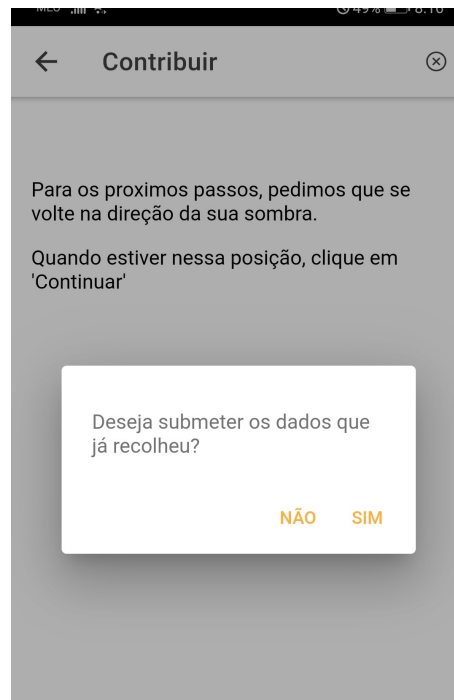 Contribuir
Para os proximos passos, pedimos que se
volte na direção da sua sombra.
Quando estiver nessa posição, clique em
'Continuar'
Deseja submeter os dados que
já recolheu?
NÃO SIM